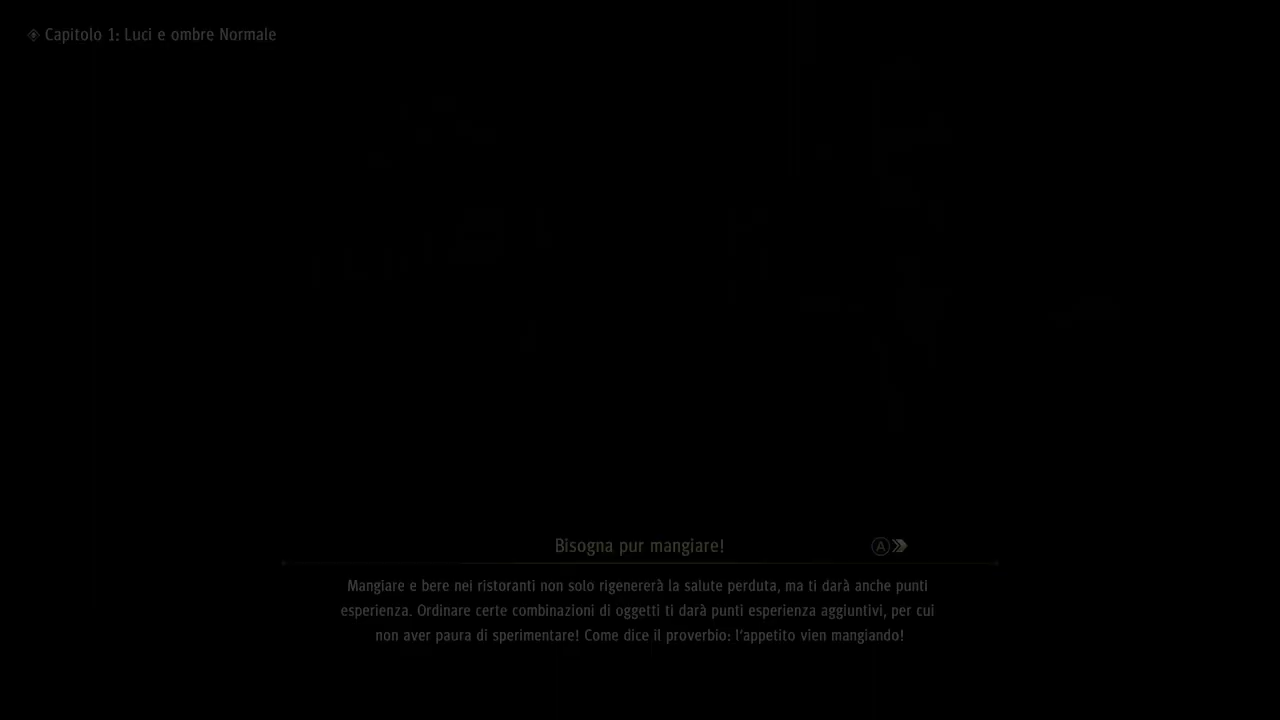 Capitolo 1: Luci e ombre Normale
Bisogna pur mangiare!
A
Mangiare e bere nei ristoranti non solo rigenererà la salute perduta, ma ti darà anche punti
esperienza. Ordinare certe combinazioni di oggetti ti darà punti esperienza aggiuntivi, per cui
non aver paura di sperimentare! Come dice il proverbio: l'appetito vien mangiando!